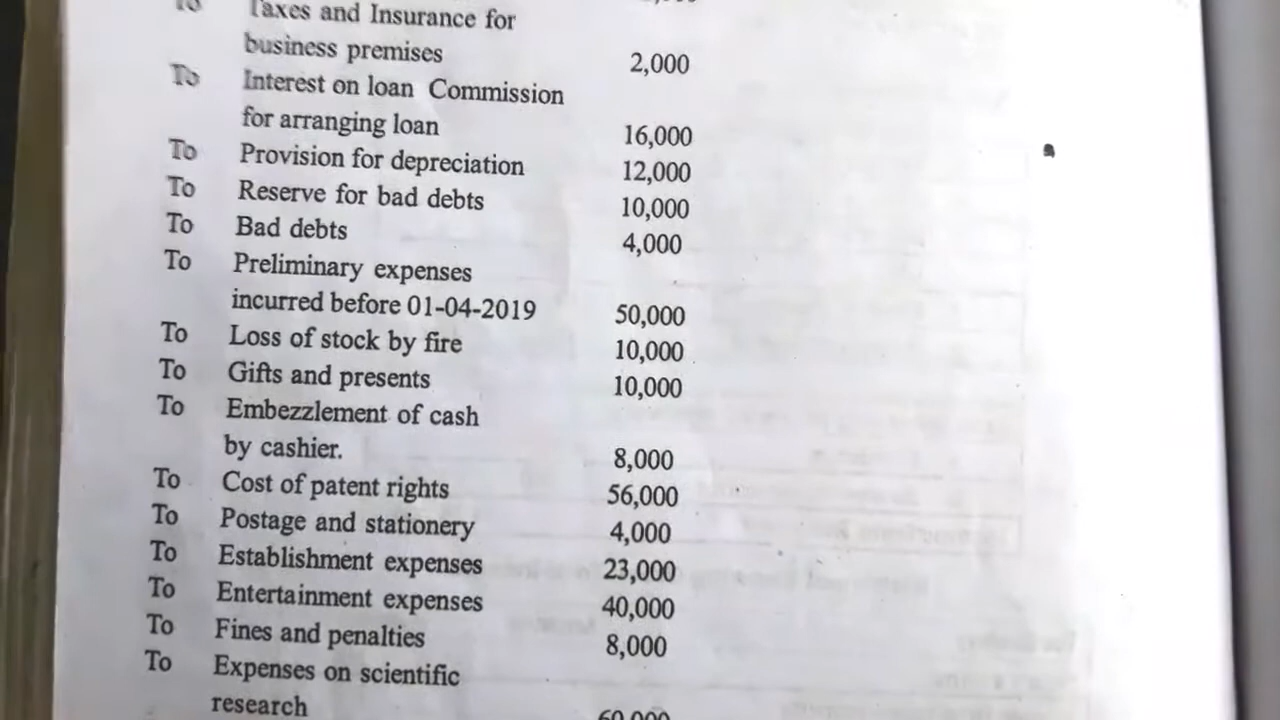 To Taxes and Insurance for
business premises 2,000
To Interest on loan Commission
for arranging loan 16,000
To Provision for depreciation 12,000
To Reserve for bad debts 10,000
To Bad debts 4,000
To Preliminary expenses
incurred before 01-04-2019 50,000
To Loss of stock by fire 10,000
To Gifts and presents 10,000
To Embezzlement of cash
by cashier. 8,000
To Cost of patent rights 56,000
To Postage and stationery 4,000
To Establishment expenses 23,000
To Entertainment expenses 40,000
To Fines and penalties 8,000
To Expenses on scientific
research 60,000